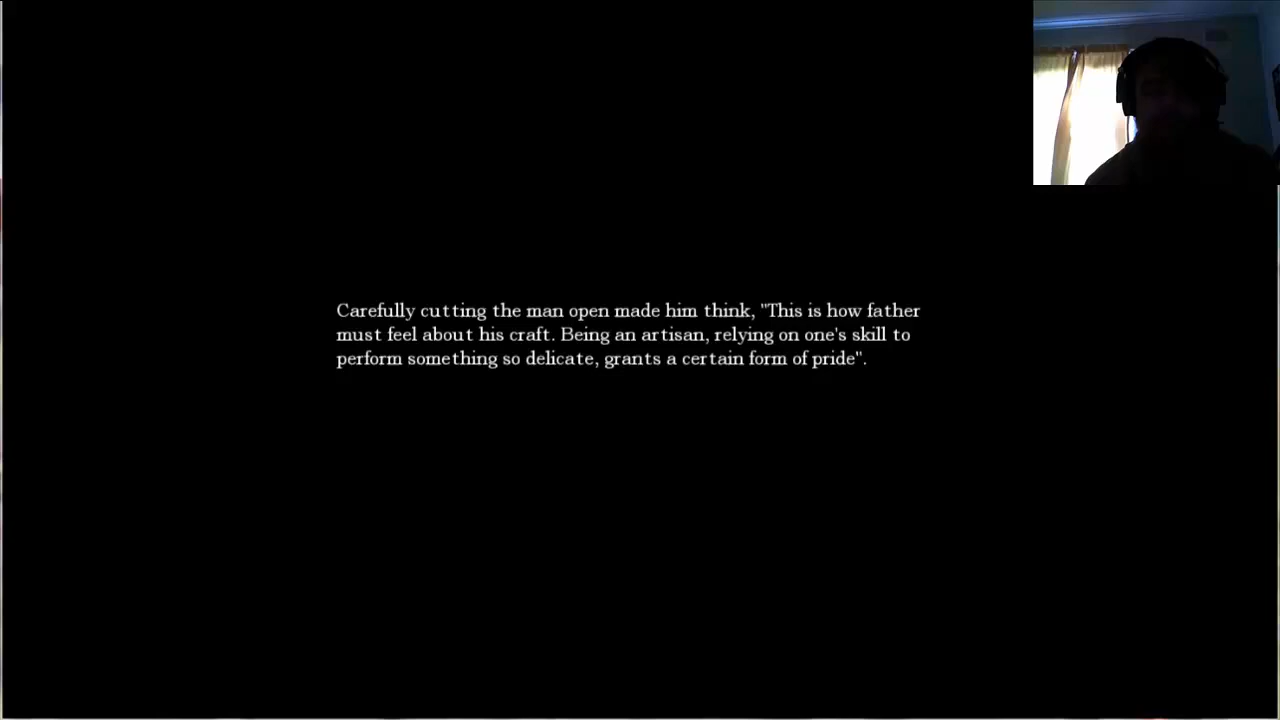 Carefully cutting the man open made him think, "This is how father
must feel about his craft. Being an artisan, relying on one's skill to
perform something so delicate, grants a certain form of pride".